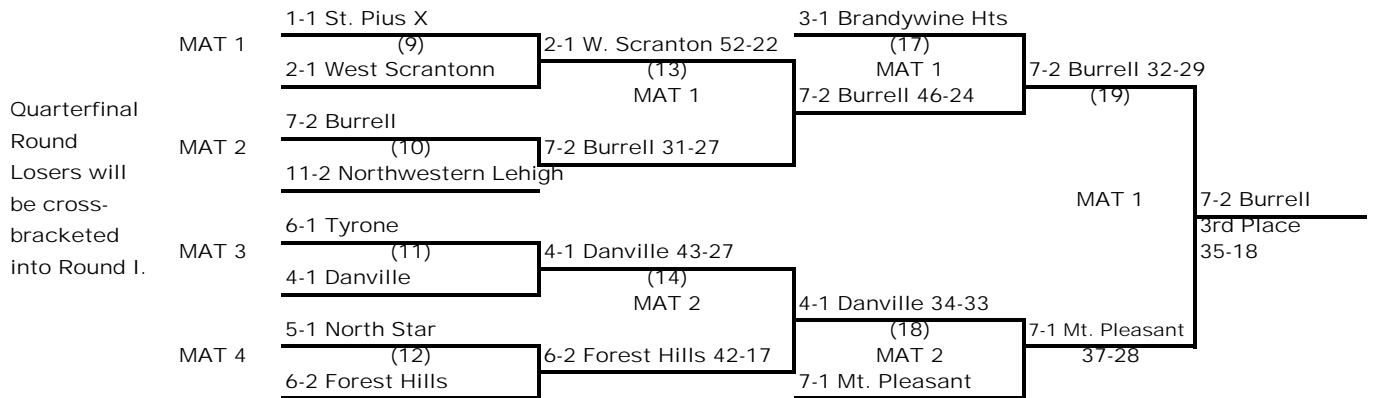 1-1 St. Pius X
3-1 Brandywine Hts
MAT 1
(9)
2-1 W. Scranton 52-22
(17)
2-1 West Scrantonn
(13)
MAT 1
7-2 Burrell 32-29
MAT 1
7-2 Burrell 46-24
(19)
Quarterfinal
Round
Losers will
be cross-
bracketed
into Round I.
7-2 Burrell
MAT 2
(10)
7-2 Burrell 31-27
11-2 Northwestern Lehigh
MAT 1
7-2 Burrell
3rd Place
35-18
6-1 Tyrone
MAT 3
(11)
4-1 Danville 43-27
4-1 Danville
(14)
MAT 2
4-1 Danville 34-33
5-1 North Star
(18)
7-1 Mt. Pleasant
MAT 4
(12)
6-2 Forest Hills 42-17
MAT 2
37-28
6-2 Forest Hills
7-1 Mt. Pleasant